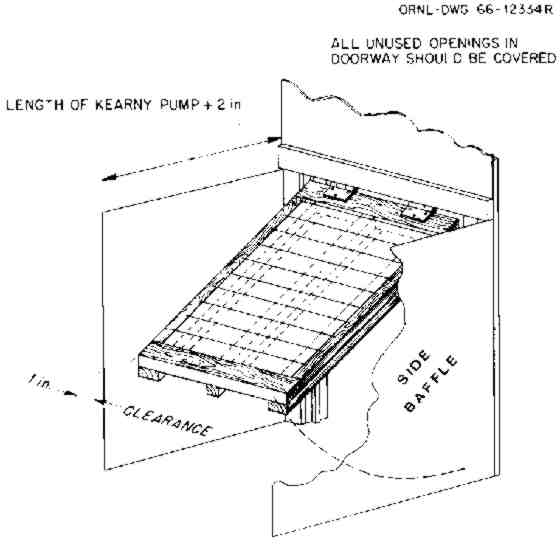 ORNL-DWG 66-12334R
ALL UNUSED OPENINGS IN
DOORWAY SHOULD BE COVERED
LENGTH OF KEARNY PUMP + 2 in
SIDE
BAFFLE
1 in.
CLEARANCE